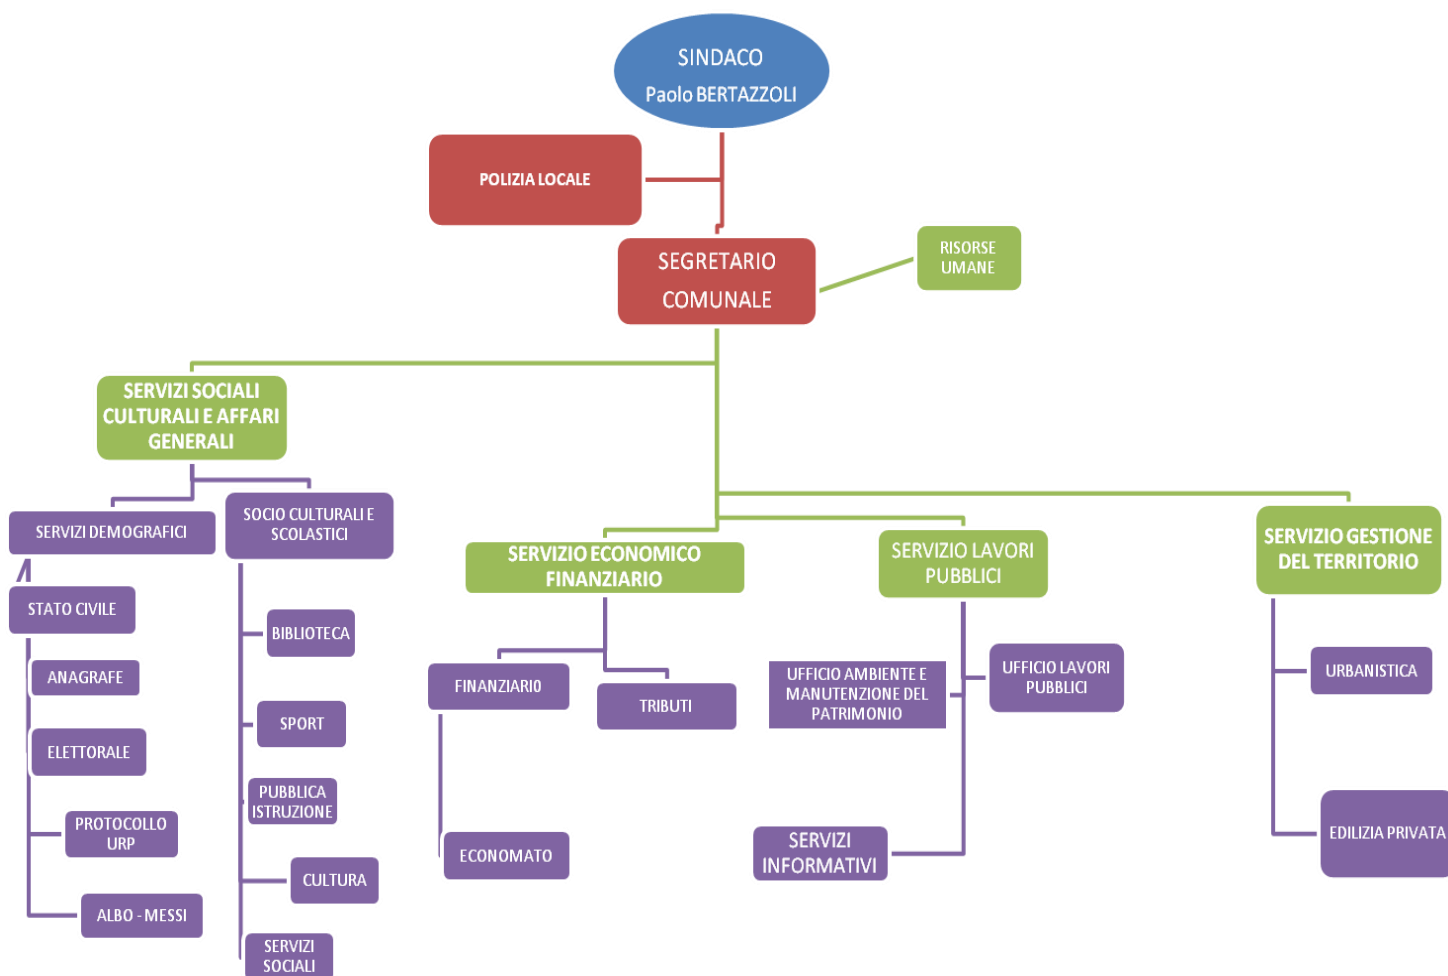 SINDACO
Paolo BERTAZZOLI
POLIZIA LOCALE
SEGRETARIO
COMUNALE
RISORSE
UMANE
SERVIZI SOCIALI
CULTURALI E AFFARI
GENERALI
SERVIZI DEMOGRAFICI
STATO CIVILE
ANAGRAFE
ELETTORALE
PROTOCOLLO
URP
ALBO - MESSI
SOCIO CULTURALI E
SCOLASTICI
BIBLIOTECA
SPORT
PUBBLICA
ISTRUZIONE
CULTURA
SERVIZI
SOCIALI
SERVIZIO ECONOMICO
FINANZIARIO
FINANZIARI0
TRIBUTI
ECONOMATO
SERVIZIO LAVORI
PUBBLICI
UFFICIO AMBIENTE E
MANUTENZIONE DEL
PATRIMONIO
UFFICIO LAVORI
PUBBLICI
SERVIZI
INFORMATIVI
SERVIZIO GESTIONE
DEL TERRITORIO
URBANISTICA
EDILIZIA PRIVATA